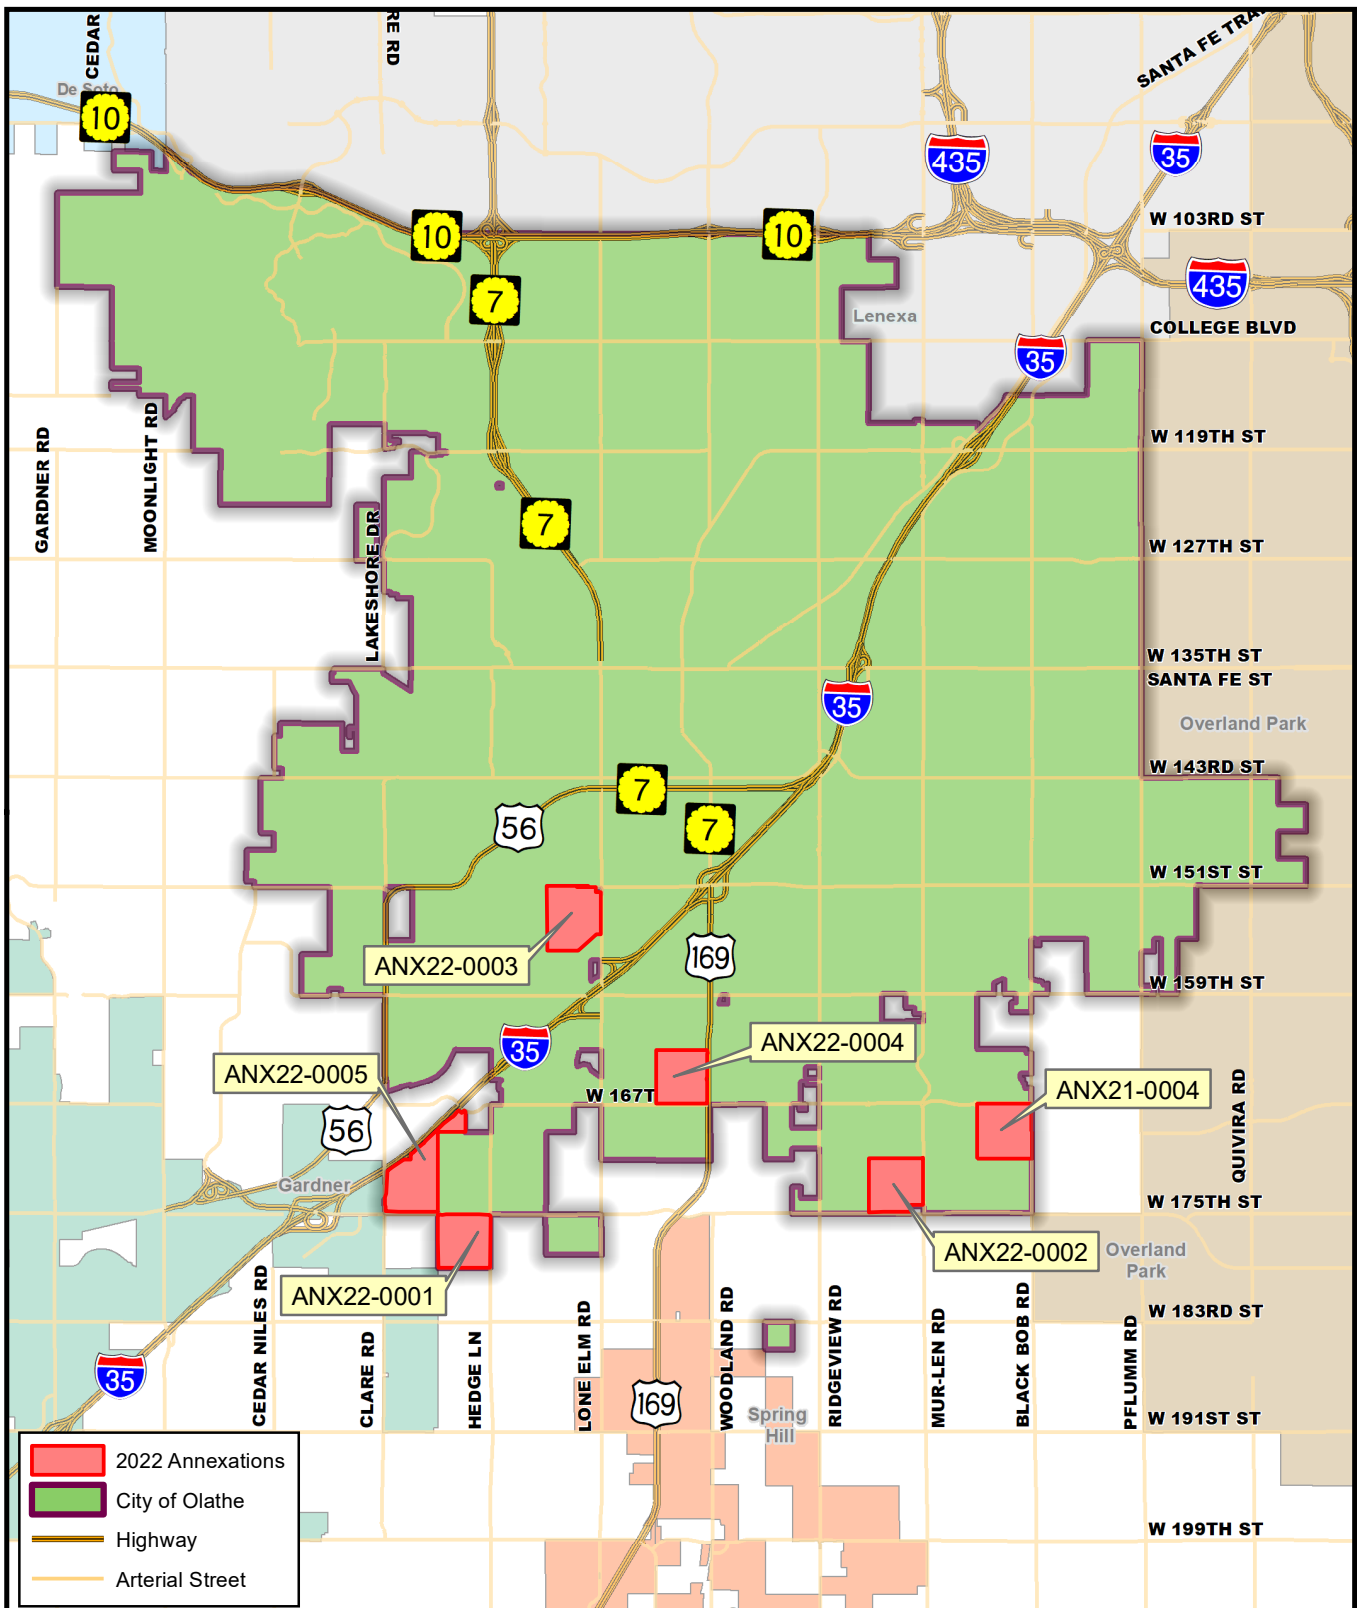 CEDAR
RE RD
SANTA FE TRA
De Soto
10
435
35
W 103RD ST
10
10
435
7
Lenexa
COLLEGE BLVD
35
GARDNER RD
MOONLIGHT RD
W 119TH ST
7
LAKESHORE DR
W 127TH ST
W 135TH ST
SANTA FE ST
35
Overland Park
W 143RD ST
7
56
7
W 151ST ST
ANX22-0003
169
W 159TH ST
35
ANX22-0004
ANX22-0005
W 167T
ANX21-0004
56
QUIVIRA RD
Gardner
W 175TH ST
ANX22-0002
Overland
Park
ANX22-0001
W 183RD ST
CEDAR NILES RD
CLARE RD
HEDGE LN
LONE ELM RD
WOODLAND RD
RIDGEVIEW RD
MUR-LEN RD
BLACK BOB RD
PFLUMM RD
35
169
Spring
Hill
W 191ST ST
2022 Annexations
City of Olathe
Highway
Arterial Street
W 199TH ST